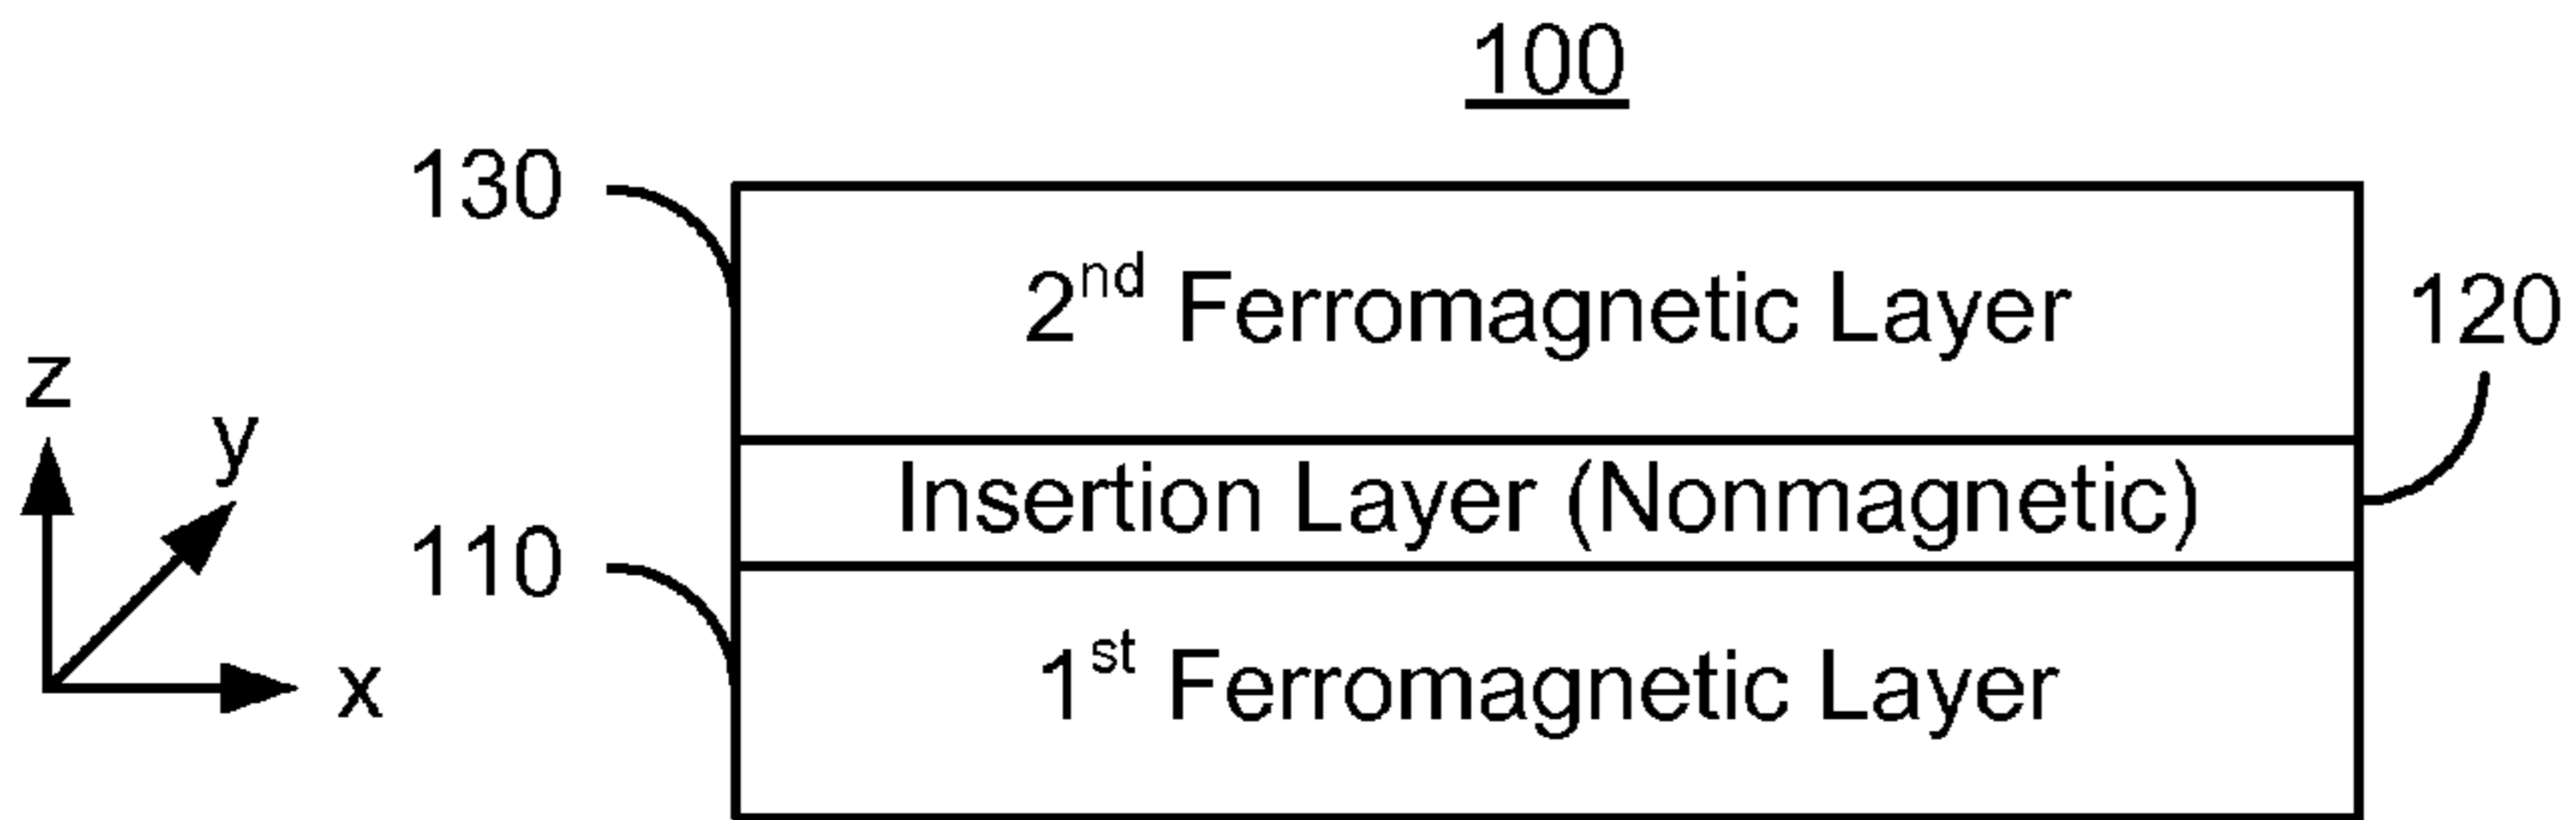 100
130
2nd Ferromagnetic Layer
120
z
y
Insertion Layer (Nonmagnetic)
110
1st Ferromagnetic Layer
x